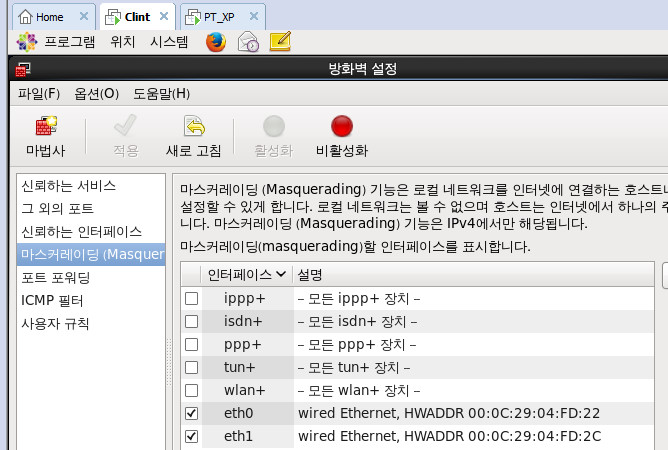 Home
Clint
PT_XP
프로그램 위치 시스템
방화벽 설정
파일(F) 옵션(O) 도움말(H)
마법사 적용 새로 고침 활성화 비활성화
신뢰하는 서비스
그 외의 포트
신뢰하는 인터페이스
마스커레이딩 (Masquer
포트 포워딩
ICMP 필터
사용자 규칙
마스커레이딩 (Masquerading) 기능은 로컬 네트워크를 인터넷에 연결하는 호스트나
설정할 수 있게 합니다. 로컬 네트워크는 볼 수 없으며 호스트는 인터넷에서 하나의 주
니다. 마스커레이딩 (Masquerading) 기능은 IPv4에서만 해당됩니다.
마스커레이딩(masquerading)할 인터페이스를 표시합니다.
인터페이스 설명
ippp+ – 모든 ippp+ 장치 –
isdn+ – 모든 isdn+ 장치 –
ppp+ – 모든 ppp+ 장치 –
tun+ – 모든 tun+ 장치 –
wlan+ – 모든 wlan+ 장치 –
eth0 wired Ethernet, HWADDR 00:0C:29:04:FD:22
eth1 wired Ethernet, HWADDR 00:0C:29:04:FD:2C